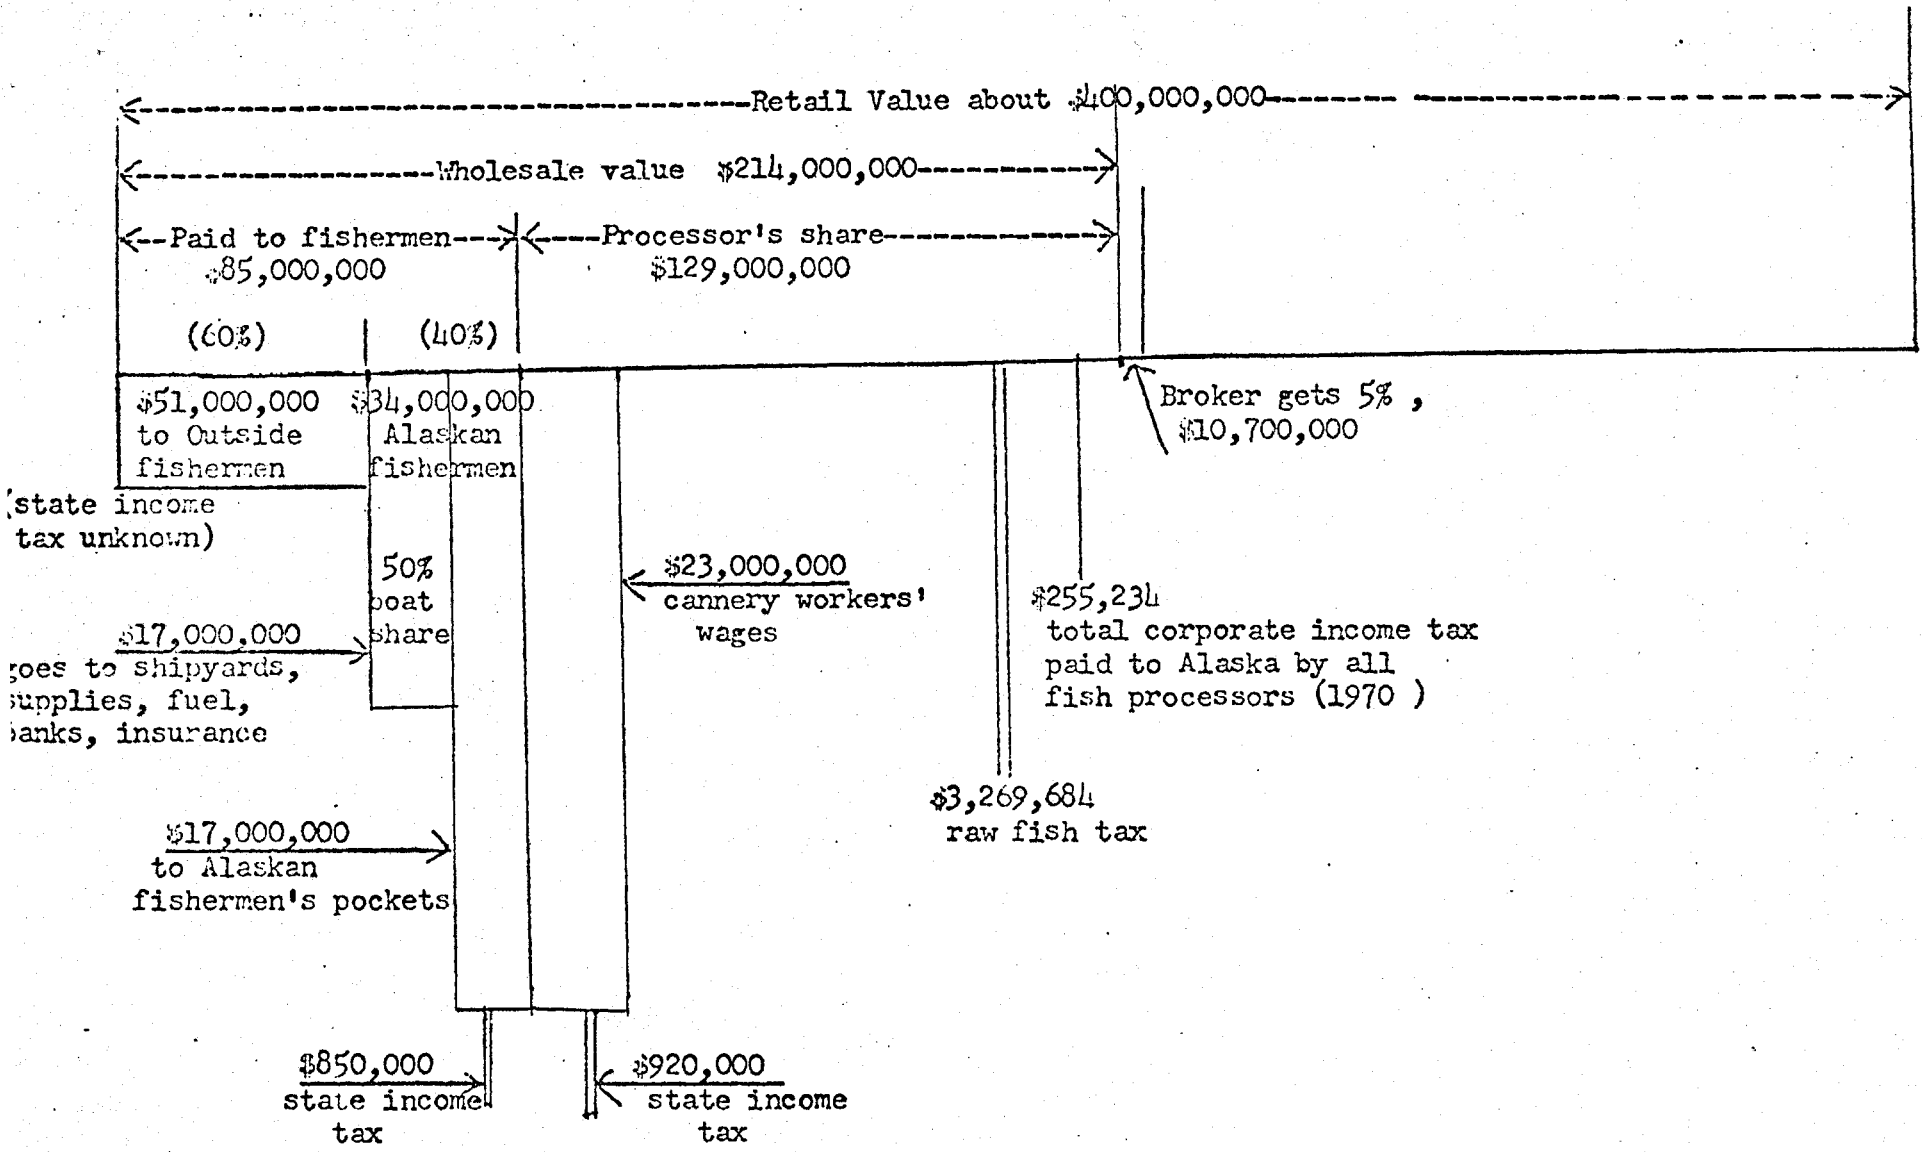 Retail Value about $400,000,000
Wholesale value $214,000,000
Paid to fishermen
$85,000,000
Processor's share
$129,000,000
(60%)
(40%)
$51,000,000
to Outside
fishermen
$34,000,000
Alaskan
fishermen
Broker gets 5% ,
$10,700,000
(state income
tax unknown)
50%
boat
share
$17,000,000
goes to shipyards,
supplies, fuel,
banks, insurance
$23,000,000
cannery workers'
wages
$255,234
total corporate income tax
paid to Alaska by all
fish processors (1970 )
$3,269,684
raw fish tax
$17,000,000
to Alaskan
fishermen's pockets
$850,000
state income
tax
$920,000
state income
tax